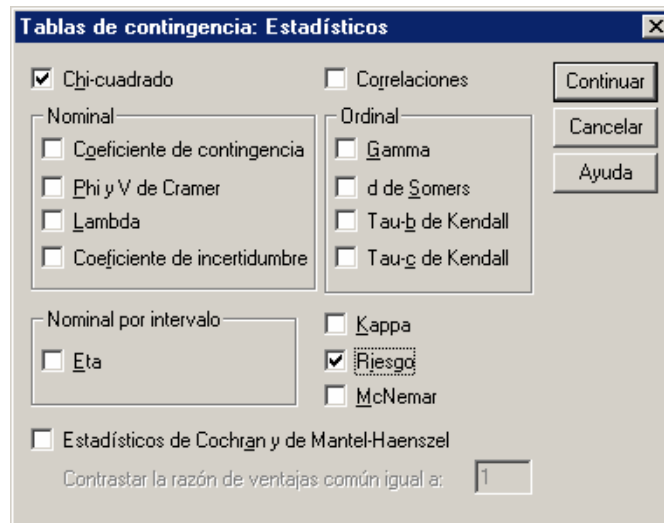 Tablas de contingencia: Estadísticos
Chi-cuadrado
Correlaciones
Continuar
Cancelar
Ayuda
Nominal
Coeficiente de contingencia
Phi y V de Cramer
Lambda
Coeficiente de incertidumbre
Ordinal
Gamma
d de Somers
Tau-b de Kendall
Tau-c de Kendall
Nominal por intervalo
Eta
Kappa
Riesgo
McNemar
Estadísticos de Cochran y de Mantel-Haenszel
Contrastar la razón de ventajas común igual a: 1